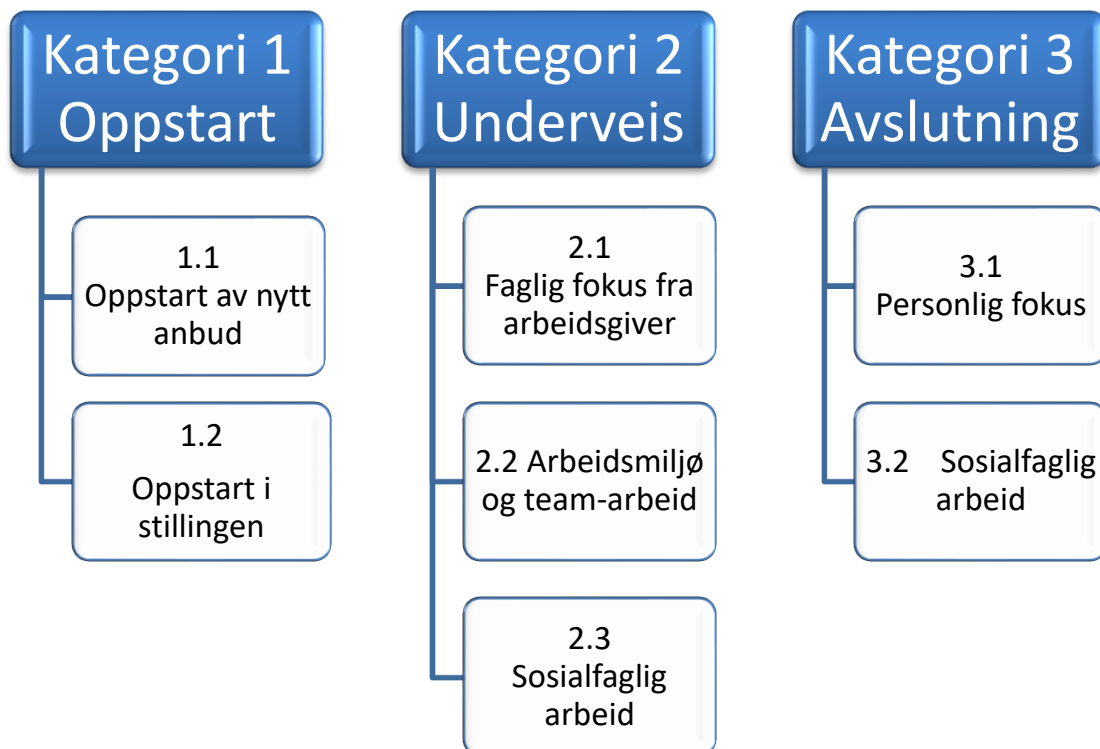 Kategori 1
Oppstart
1.1
Oppstart av nytt
anbud
1.2
Oppstart i
stillingen
Kategori 2
Underveis
2.1
Faglig fokus fra
arbeidsgiver
2.2 Arbeidsmiljø
og team-arbeid
2.3
Sosialfaglig
arbeid
Kategori 3
Avslutning
3.1
Personlig fokus
3.2 Sosialfaglig
arbeid